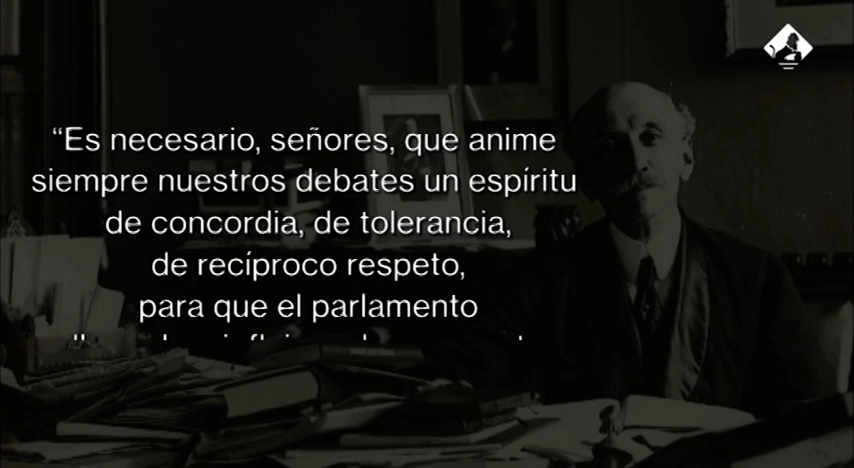 “Es necesario, señores, que anime
siempre nuestros debates un espíritu
de concordia, de tolerancia,
de recíproco respeto,
para que el parlamento